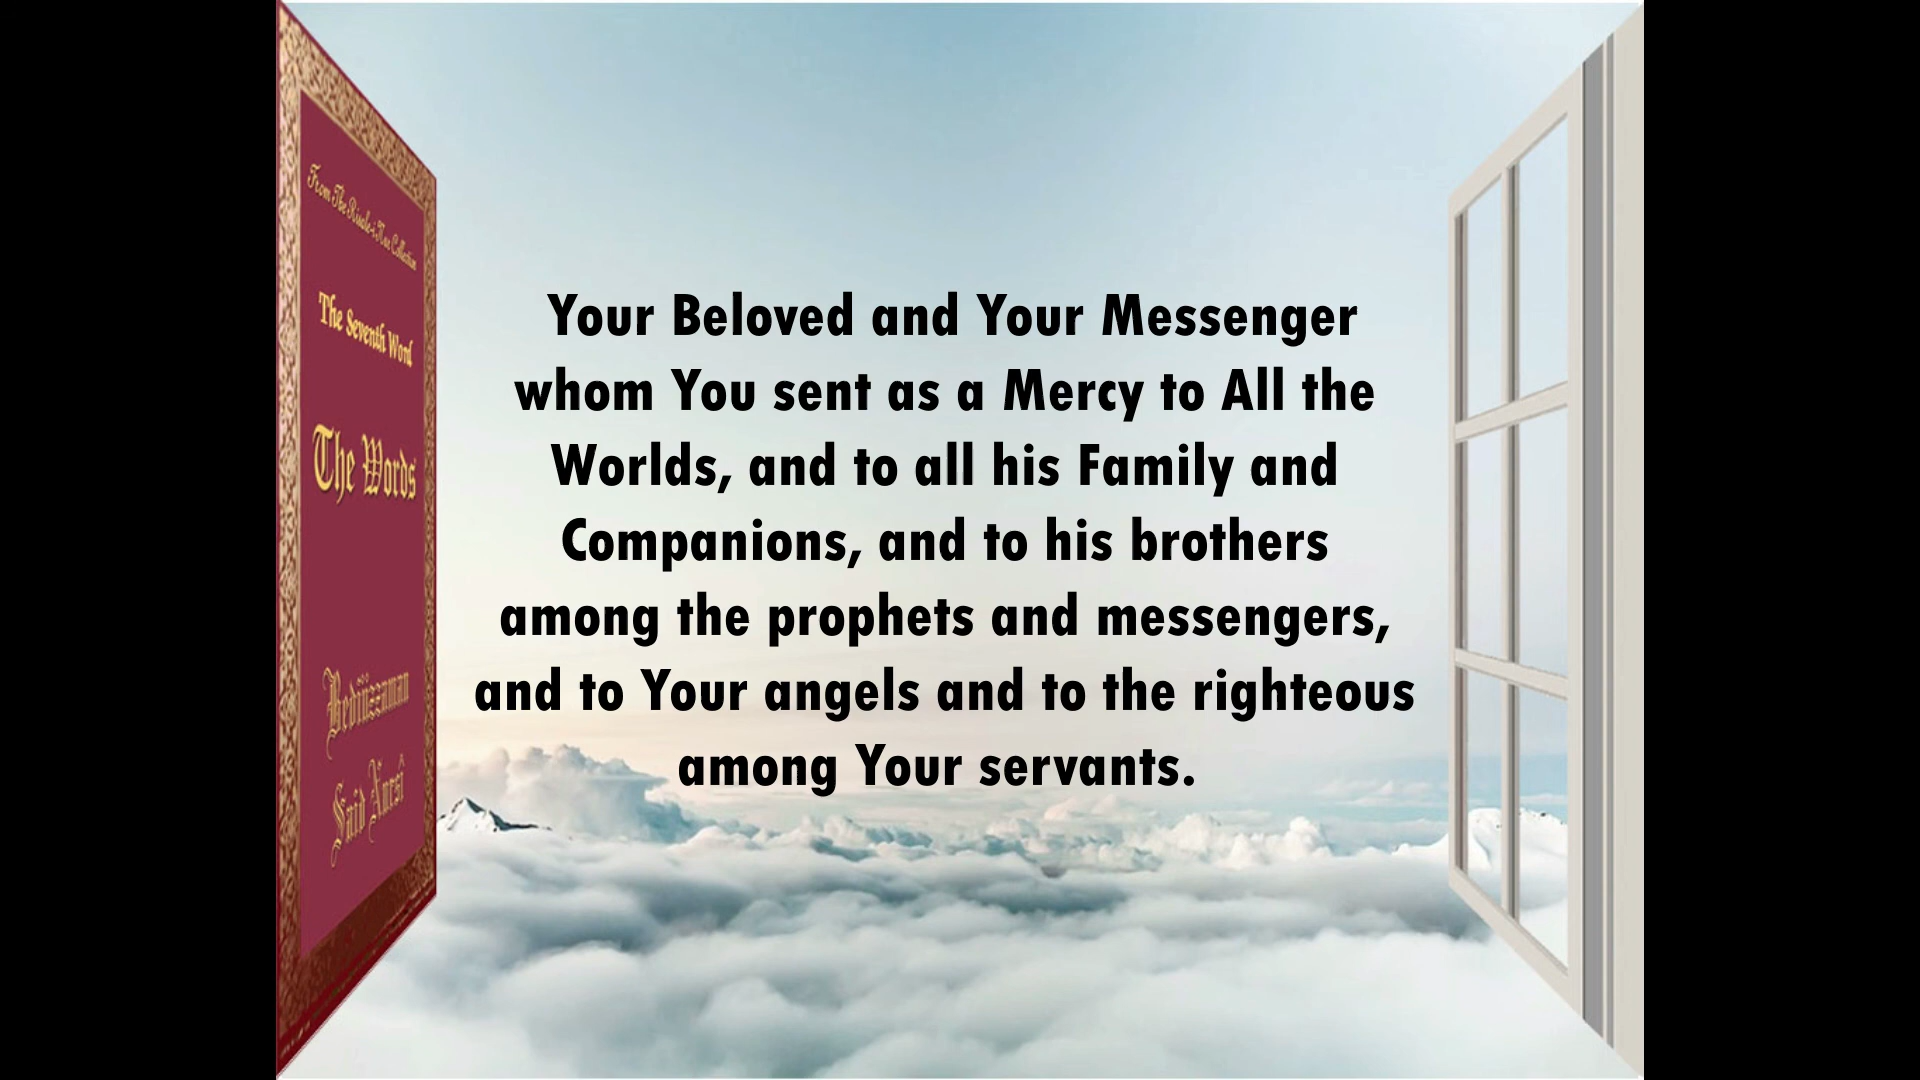 From The Risale-i Nur Collection
The Seventh Word
The Words
Bediüzzaman
Said Nursî
Your Beloved and Your Messenger
whom You sent as a Mercy to All the
Worlds, and to all his Family and
Companions, and to his brothers
among the prophets and messengers,
and to Your angels and to the righteous
among Your servants.